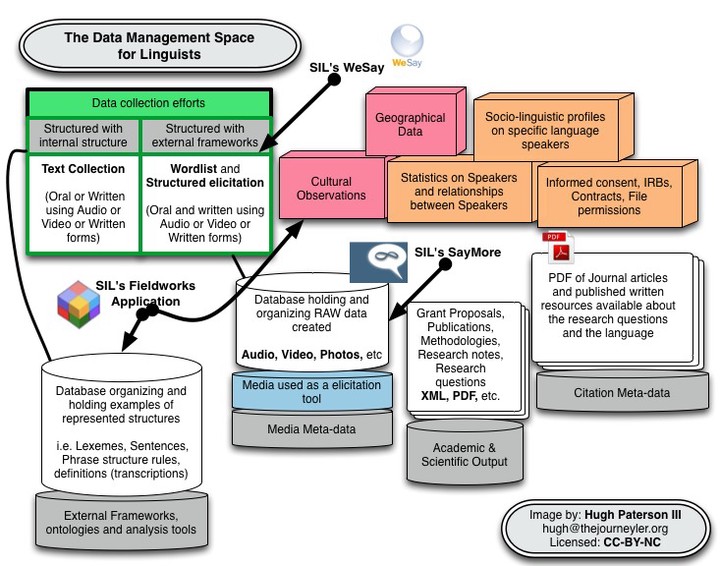 The Data Management Space
for Linguists
WeSay
SIL's WeSay
Data collection efforts
Structured with
internal structure
Structured with
external frameworks
Text Collection
(Oral or Written
using Audio or
Video or Written
forms)
Wordlist and
Structured elicitation
(Oral and written using
Audio or Video or
Written forms)
Geographical
Data
Socio-linguistic profiles
on specific language
speakers
Cultural
Observations
Statistics on Speakers
and relationships
between Speakers
Informed consent, IRBs,
Contracts, File
permissions
SIL's Fieldworks
Application
SIL's SayMore
PDF
PDF of Journal articles
and published written
resources available about
the research questions
and the language
Citation Meta-data
Database holding and
organizing RAW data
created
Audio, Video, Photos, etc
Media used as a elicitation
tool
Media Meta-data
Grant Proposals,
Publications,
Methodologies,
Research notes,
Research
questions
XML, PDF, etc.
Academic &
Scientific Output
Database organizing and
holding examples of
represented structures
i.e. Lexemes, Sentences,
Phrase structure rules,
definitions (transcriptions)
External Frameworks,
ontologies and analysis tools
Image by: Hugh Paterson III
hugh@thejourneyler.org
Licensed: CC-BY-NC